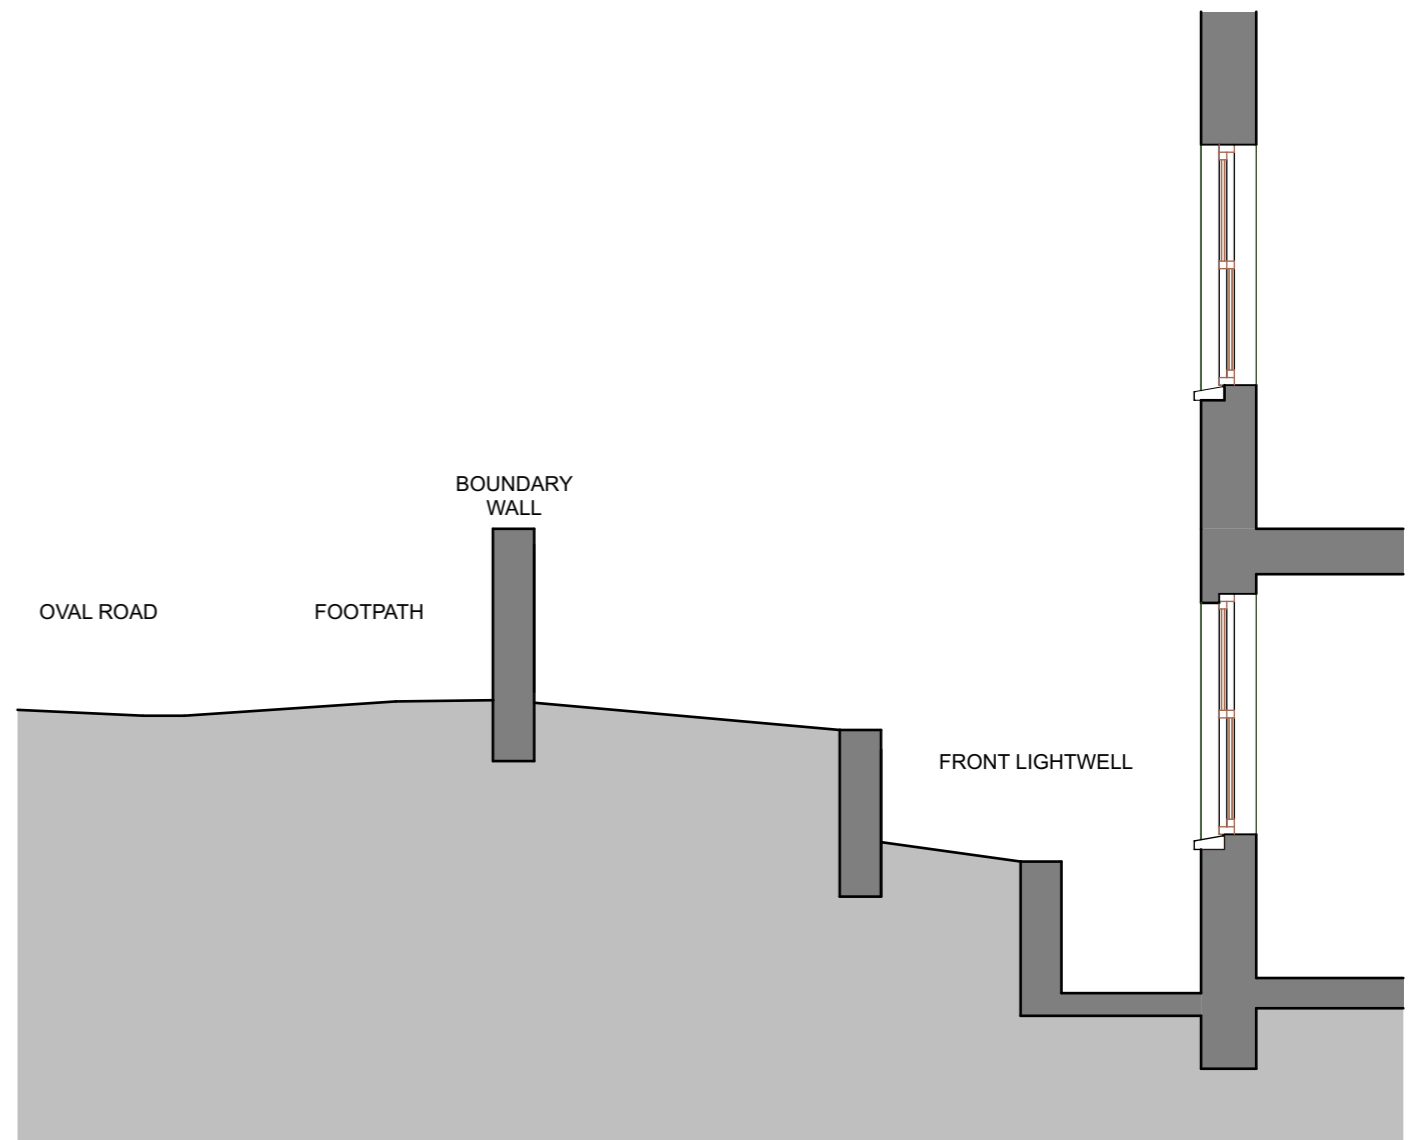 BOUNDARY
WALL
OVAL ROAD
FOOTPATH
FRONT LIGHTWELL